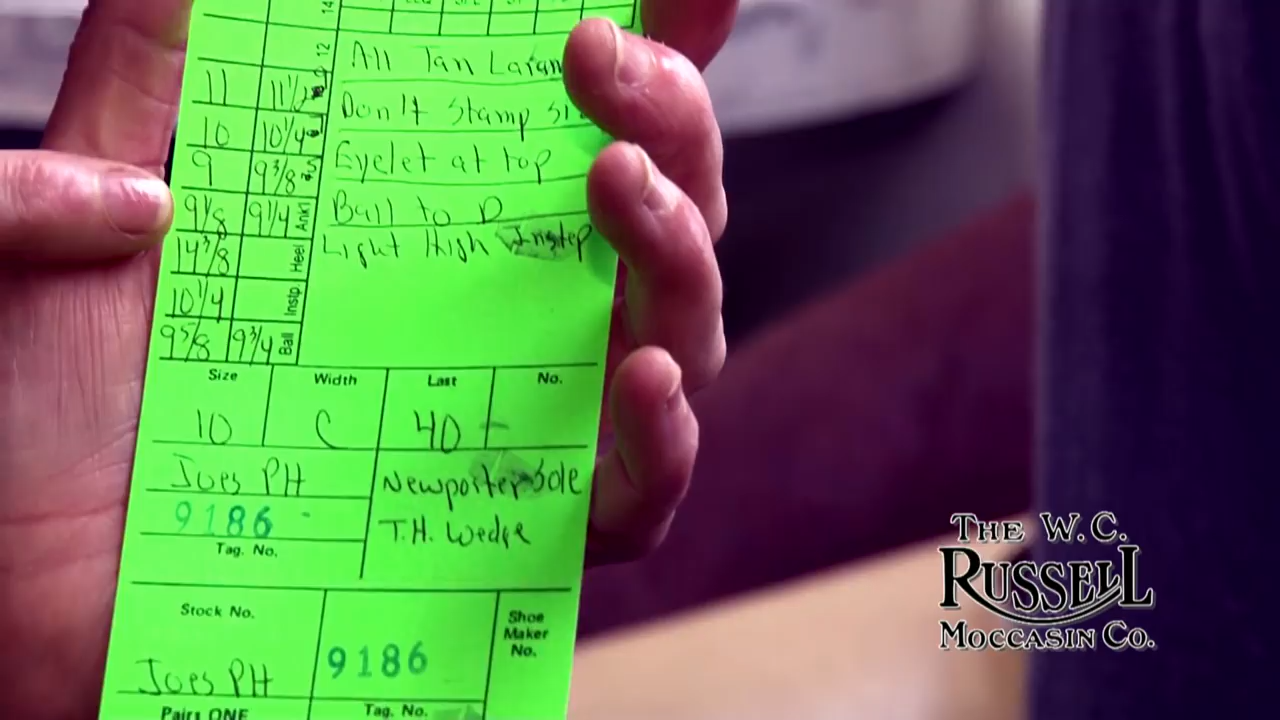 14
12
All Tan
11 11 1/2
Don't Stamp
10 10 1/4
Eyelet at top
9 9 3/8
Ball to D
9 1/8 9 1/4 Ankl
Light High Instep
14 3/8 Heel
10 1/4 Instp
9 5/8 9 3/4 Ball
Size Width Last No.
10 C 40 -
Joes PH
Newporter Sole
9186
T.H. Wedge
Tag. No.
Stock No.
Shoe
Maker
No.
Joes PH
9186
Pairs ONE
Tag. No.
THE W.C.
RUSSELL
MOCCASIN CO.